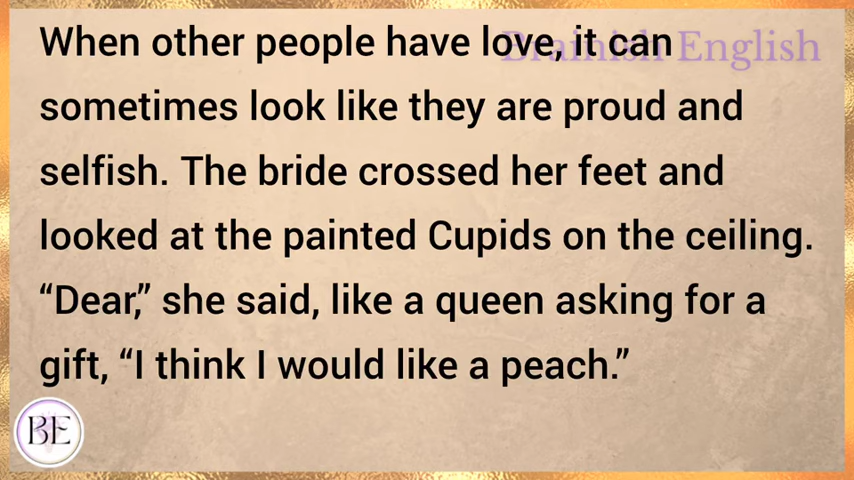 Brainish English
When other people have love, it can
sometimes look like they are proud and
selfish. The bride crossed her feet and
looked at the painted Cupids on the ceiling.
“Dear,” she said, like a queen asking for a
gift, “I think I would like a peach.”
BE